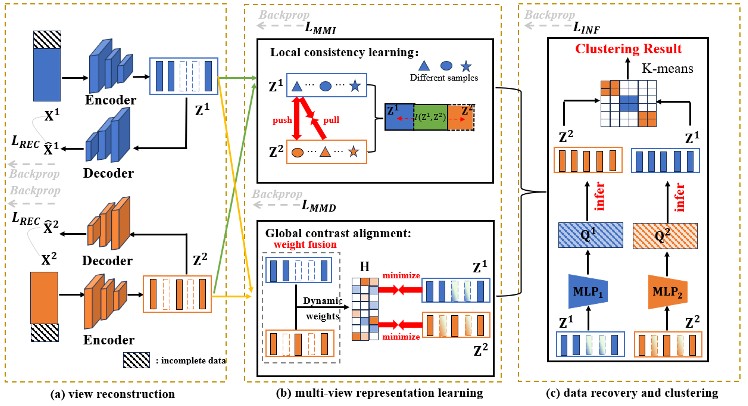 Backprop
L_MMI
Backprop
L_INF
Local consistency learning:
Different samples
Z¹
push
pull
Z²
Z¹
I(Z¹, Z²)
Z²
Encoder
X¹
Z¹
L_REC
X̂¹
Decoder
Backprop
Backprop
L_REC
X̂²
Decoder
X²
Z²
Encoder
: incomplete data
Backprop
L_MMD
Global contrast alignment:
weight fusion
H
Dynamic
weights
minimize
minimize
Z¹
Z²
Clustering Result
K-means
Z²
Z¹
infer
infer
Q¹
Q²
MLP₁
MLP₂
Z¹
Z²
(a) view reconstruction
(b) multi-view representation learning
(c) data recovery and clustering